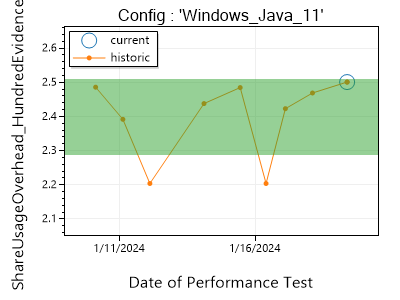 Config : 'Windows_Java_11'
ShareUsageOverhead_HundredEvidence
current
historic
2.6
2.5
2.4
2.3
2.2
2.1
1/11/2024
1/16/2024
Date of Performance Test